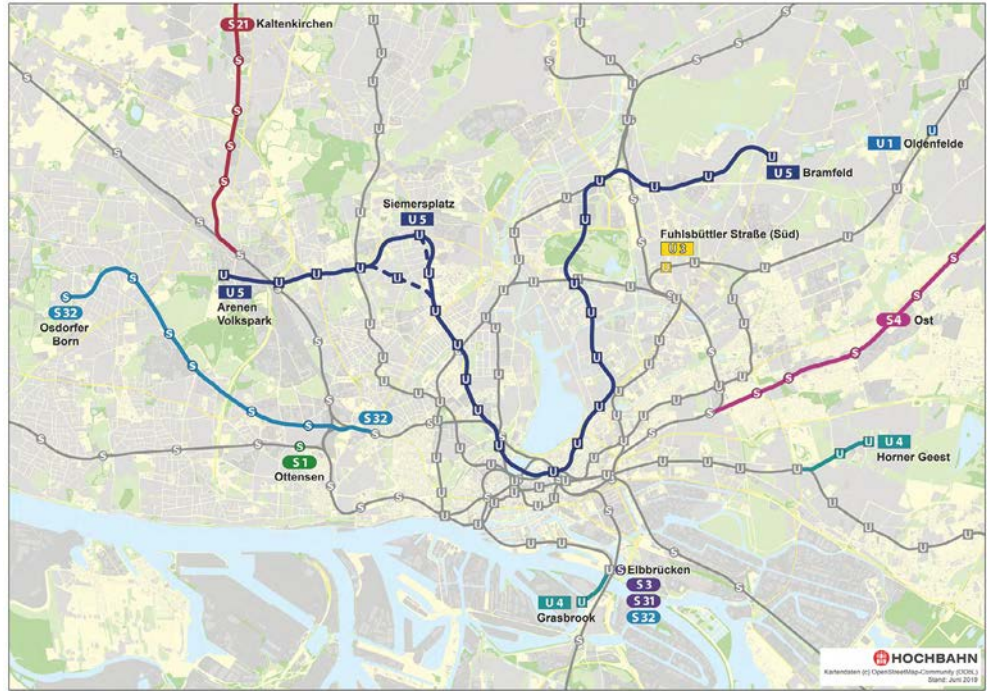 S21 Kaltenkirchen
U1 Oldenfelde
U5 Bramfeld
Siemersplatz
U5
Fuhlsbüttler Straße (Süd)
U3
U5
Arenen
Volkspark
S32
Osdorfer
Born
S4 Ost
S32
U4
Horner Geest
S1
Ottensen
Elbbrücken
S3
S31
S32
U4
Grasbrook
HOCHBAHN
Kartendaten (c) OpenStreetMap-Community (ODBL)
Stand: Juni 2019